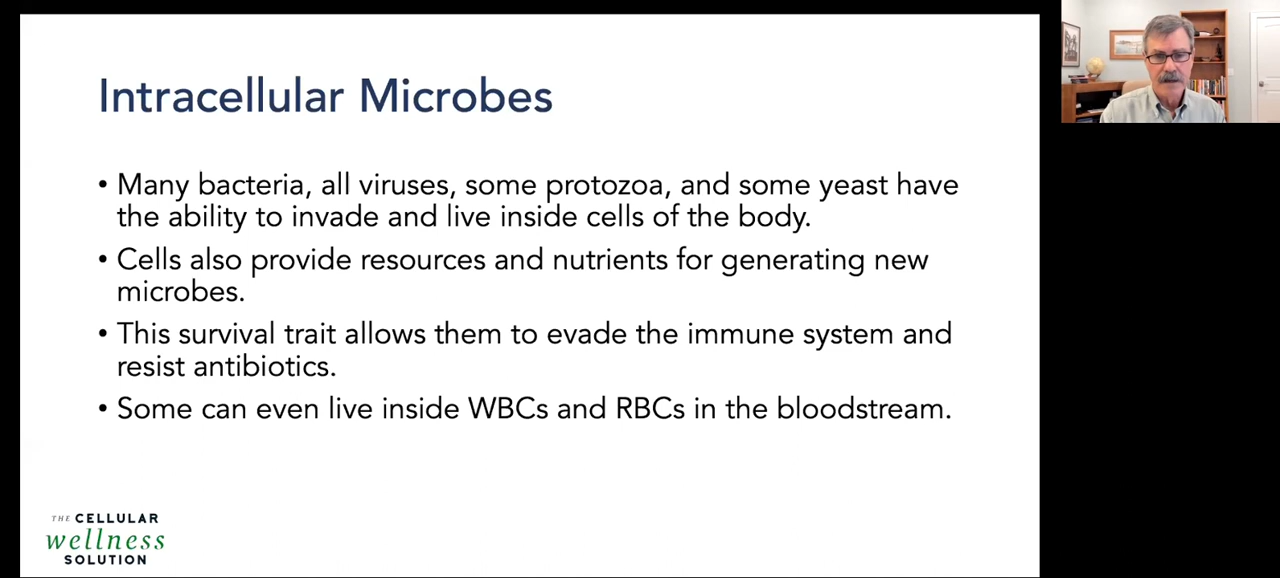 Intracellular Microbes
• Many bacteria, all viruses, some protozoa, and some yeast have
the ability to invade and live inside cells of the body.
• Cells also provide resources and nutrients for generating new
microbes.
• This survival trait allows them to evade the immune system and
resist antibiotics.
• Some can even live inside WBCs and RBCs in the bloodstream.
THE CELLULAR
wellness
SOLUTION